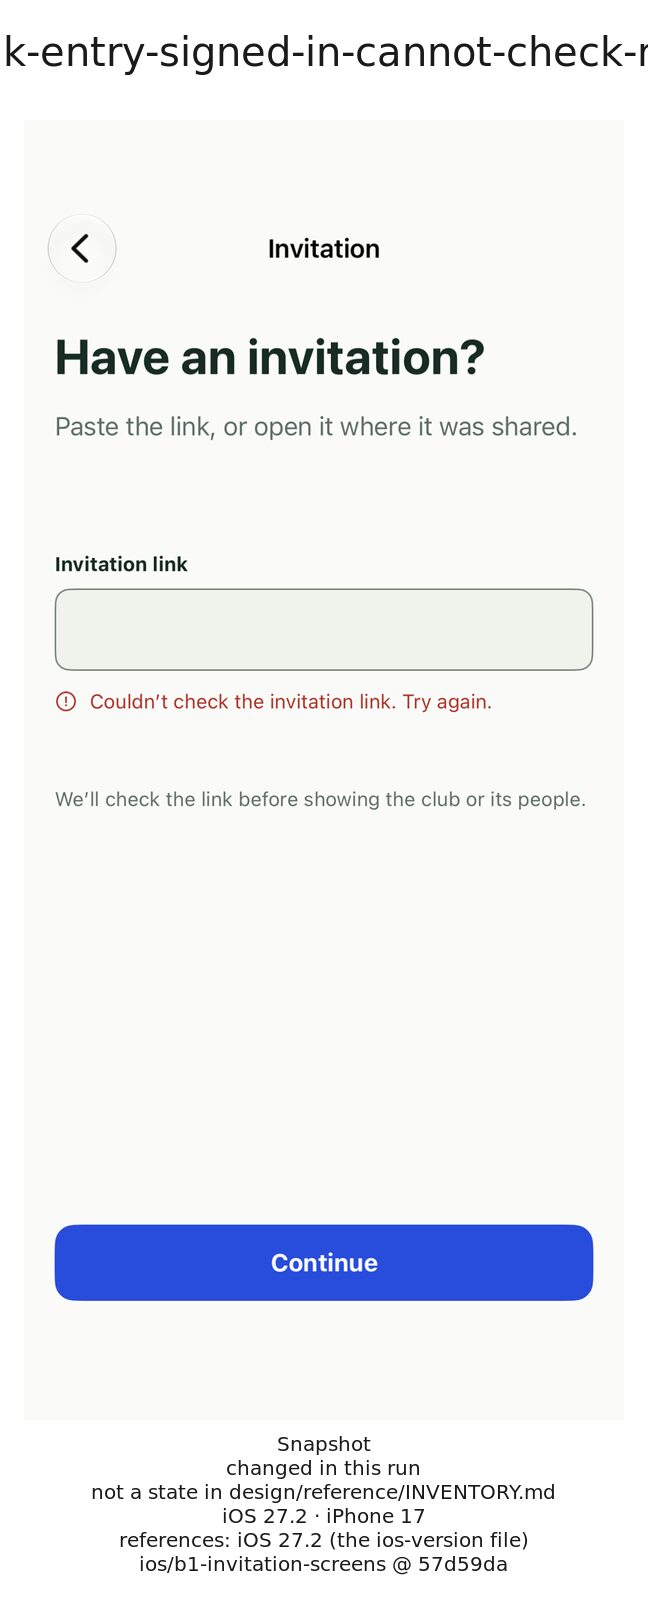 k-entry-signed-in-cannot-check-r
Invitation
Have an invitation?
Paste the link, or open it where it was shared.
Invitation link
Couldn’t check the invitation link. Try again.
We’ll check the link before showing the club or its people.
Continue
Snapshot
changed in this run
not a state in design/reference/INVENTORY.md
iOS 27.2 · iPhone 17
references: iOS 27.2 (the ios-version file)
ios/b1-invitation-screens @ 57d59da